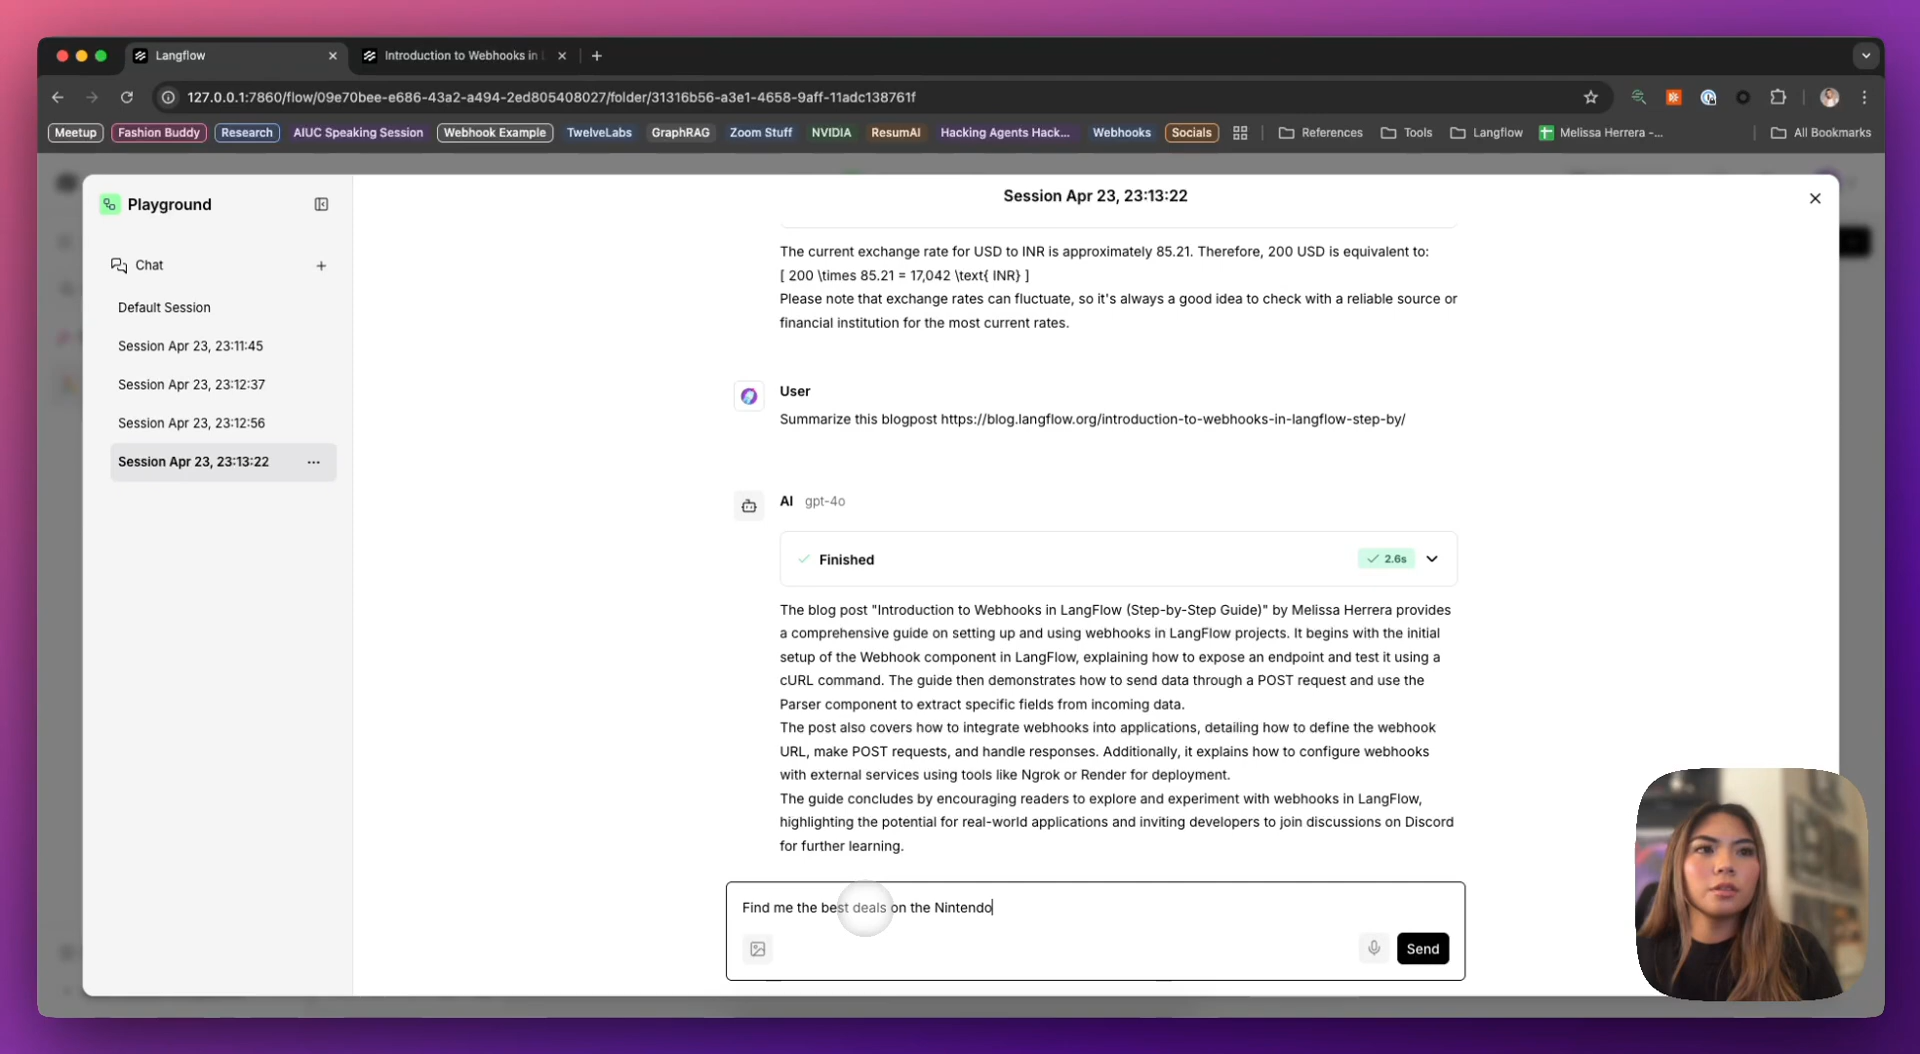 Langflow
Introduction to Webhooks in
127.0.0.1:7860/flow/09e70bee-e686-43a2-a494-2ed805408027/folder/31316b56-a3e1-4658-9aff-11adc138761f
Meetup Fashion Buddy Research AIUC Speaking Session Webhook Example TwelveLabs GraphRAG Zoom Stuff NVIDIA ResumAI Hacking Agents Hack... Webhooks Socials References Tools Langflow Melissa Herrera -... All Bookmarks
Playground
Session Apr 23, 23:13:22
Chat
Default Session
Session Apr 23, 23:11:45
Session Apr 23, 23:12:37
Session Apr 23, 23:12:56
Session Apr 23, 23:13:22 ...
The current exchange rate for USD to INR is approximately 85.21. Therefore, 200 USD is equivalent to:
[ 200 \times 85.21 = 17,042 \text{ INR} ]
Please note that exchange rates can fluctuate, so it's always a good idea to check with a reliable source or
financial institution for the most current rates.
User
Summarize this blogpost https://blog.langflow.org/introduction-to-webhooks-in-langflow-step-by/
AI gpt-4o
Finished 2.6s
The blog post "Introduction to Webhooks in LangFlow (Step-by-Step Guide)" by Melissa Herrera provides
a comprehensive guide on setting up and using webhooks in LangFlow projects. It begins with the initial
setup of the Webhook component in LangFlow, explaining how to expose an endpoint and test it using a
cURL command. The guide then demonstrates how to send data through a POST request and use the
Parser component to extract specific fields from incoming data.
The post also covers how to integrate webhooks into applications, detailing how to define the webhook
URL, make POST requests, and handle responses. Additionally, it explains how to configure webhooks
with external services using tools like Ngrok or Render for deployment.
The guide concludes by encouraging readers to explore and experiment with webhooks in LangFlow,
highlighting the potential for real-world applications and inviting developers to join discussions on Discord
for further learning.
Find me the best deals on the Nintendo
Send